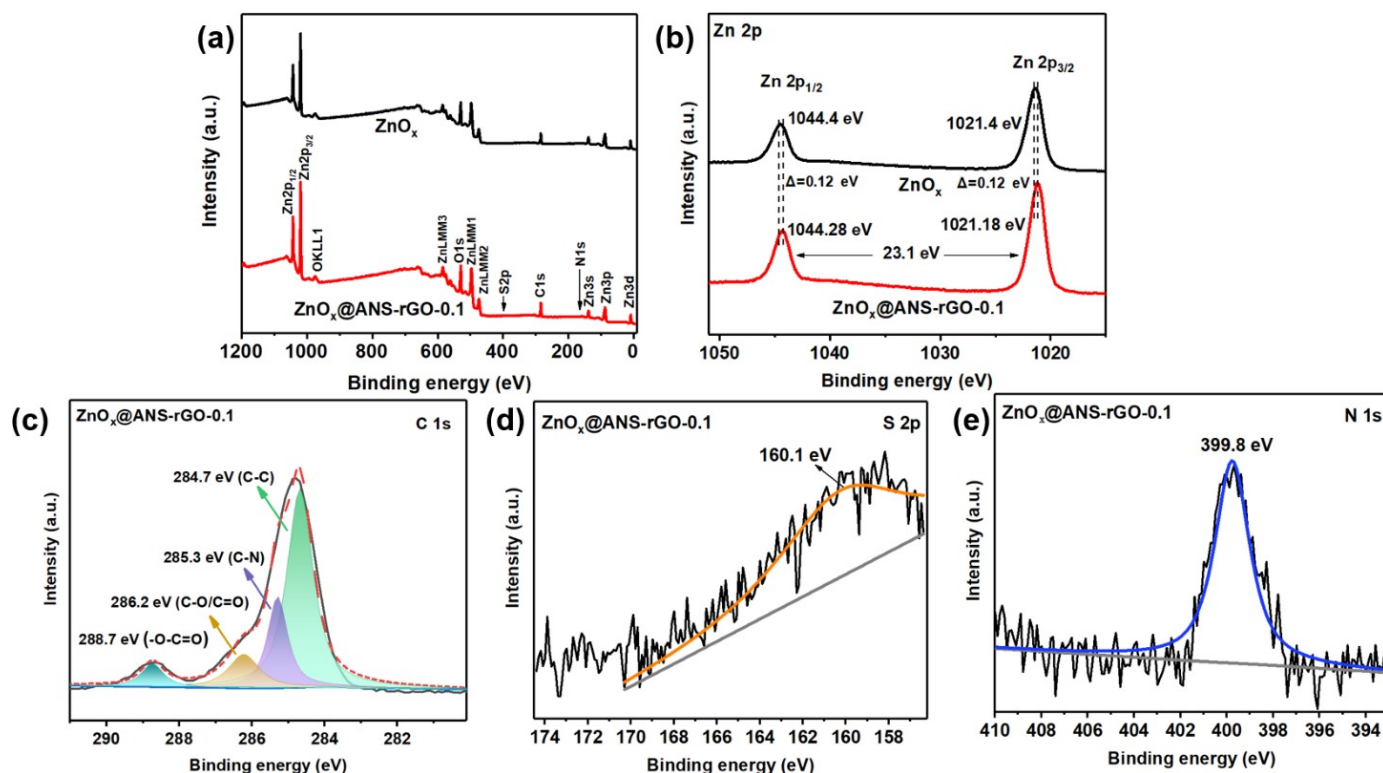 (a)
ZnOₓ
Zn2p1/2
Zn2p3/2
OKLL1
ZnLMM3
O1s
ZnLMM1
ZnLMM2
S2p
C1s
N1s
Zn3s
Zn3p
Zn3d
ZnOₓ@ANS-rGO-0.1
Intensity (a.u.)
1200 1000 800 600 400 200 0
Binding energy (eV)
(b)
Zn 2p
Zn 2p1/2
Zn 2p3/2
1044.4 eV
1021.4 eV
Δ=0.12 eV
ZnOₓ
Δ=0.12 eV
1044.28 eV
1021.18 eV
23.1 eV
ZnOₓ@ANS-rGO-0.1
Intensity (a.u.)
1050 1040 1030 1020
Binding energy (eV)
(c)
ZnOₓ@ANS-rGO-0.1
C 1s
284.7 eV (C-C)
285.3 eV (C-N)
286.2 eV (C-O/C=O)
288.7 eV (-O-C=O)
Intensity (a.u.)
290 288 286 284 282
Binding energy (eV)
(d)
ZnOₓ@ANS-rGO-0.1
S 2p
160.1 eV
Intensity (a.u.)
174 172 170 168 166 164 162 160 158
Binding energy (eV)
(e)
ZnOₓ@ANS-rGO-0.1
N 1s
399.8 eV
Intensity (a.u.)
410 408 406 404 402 400 398 396 394
Binding energy (eV)